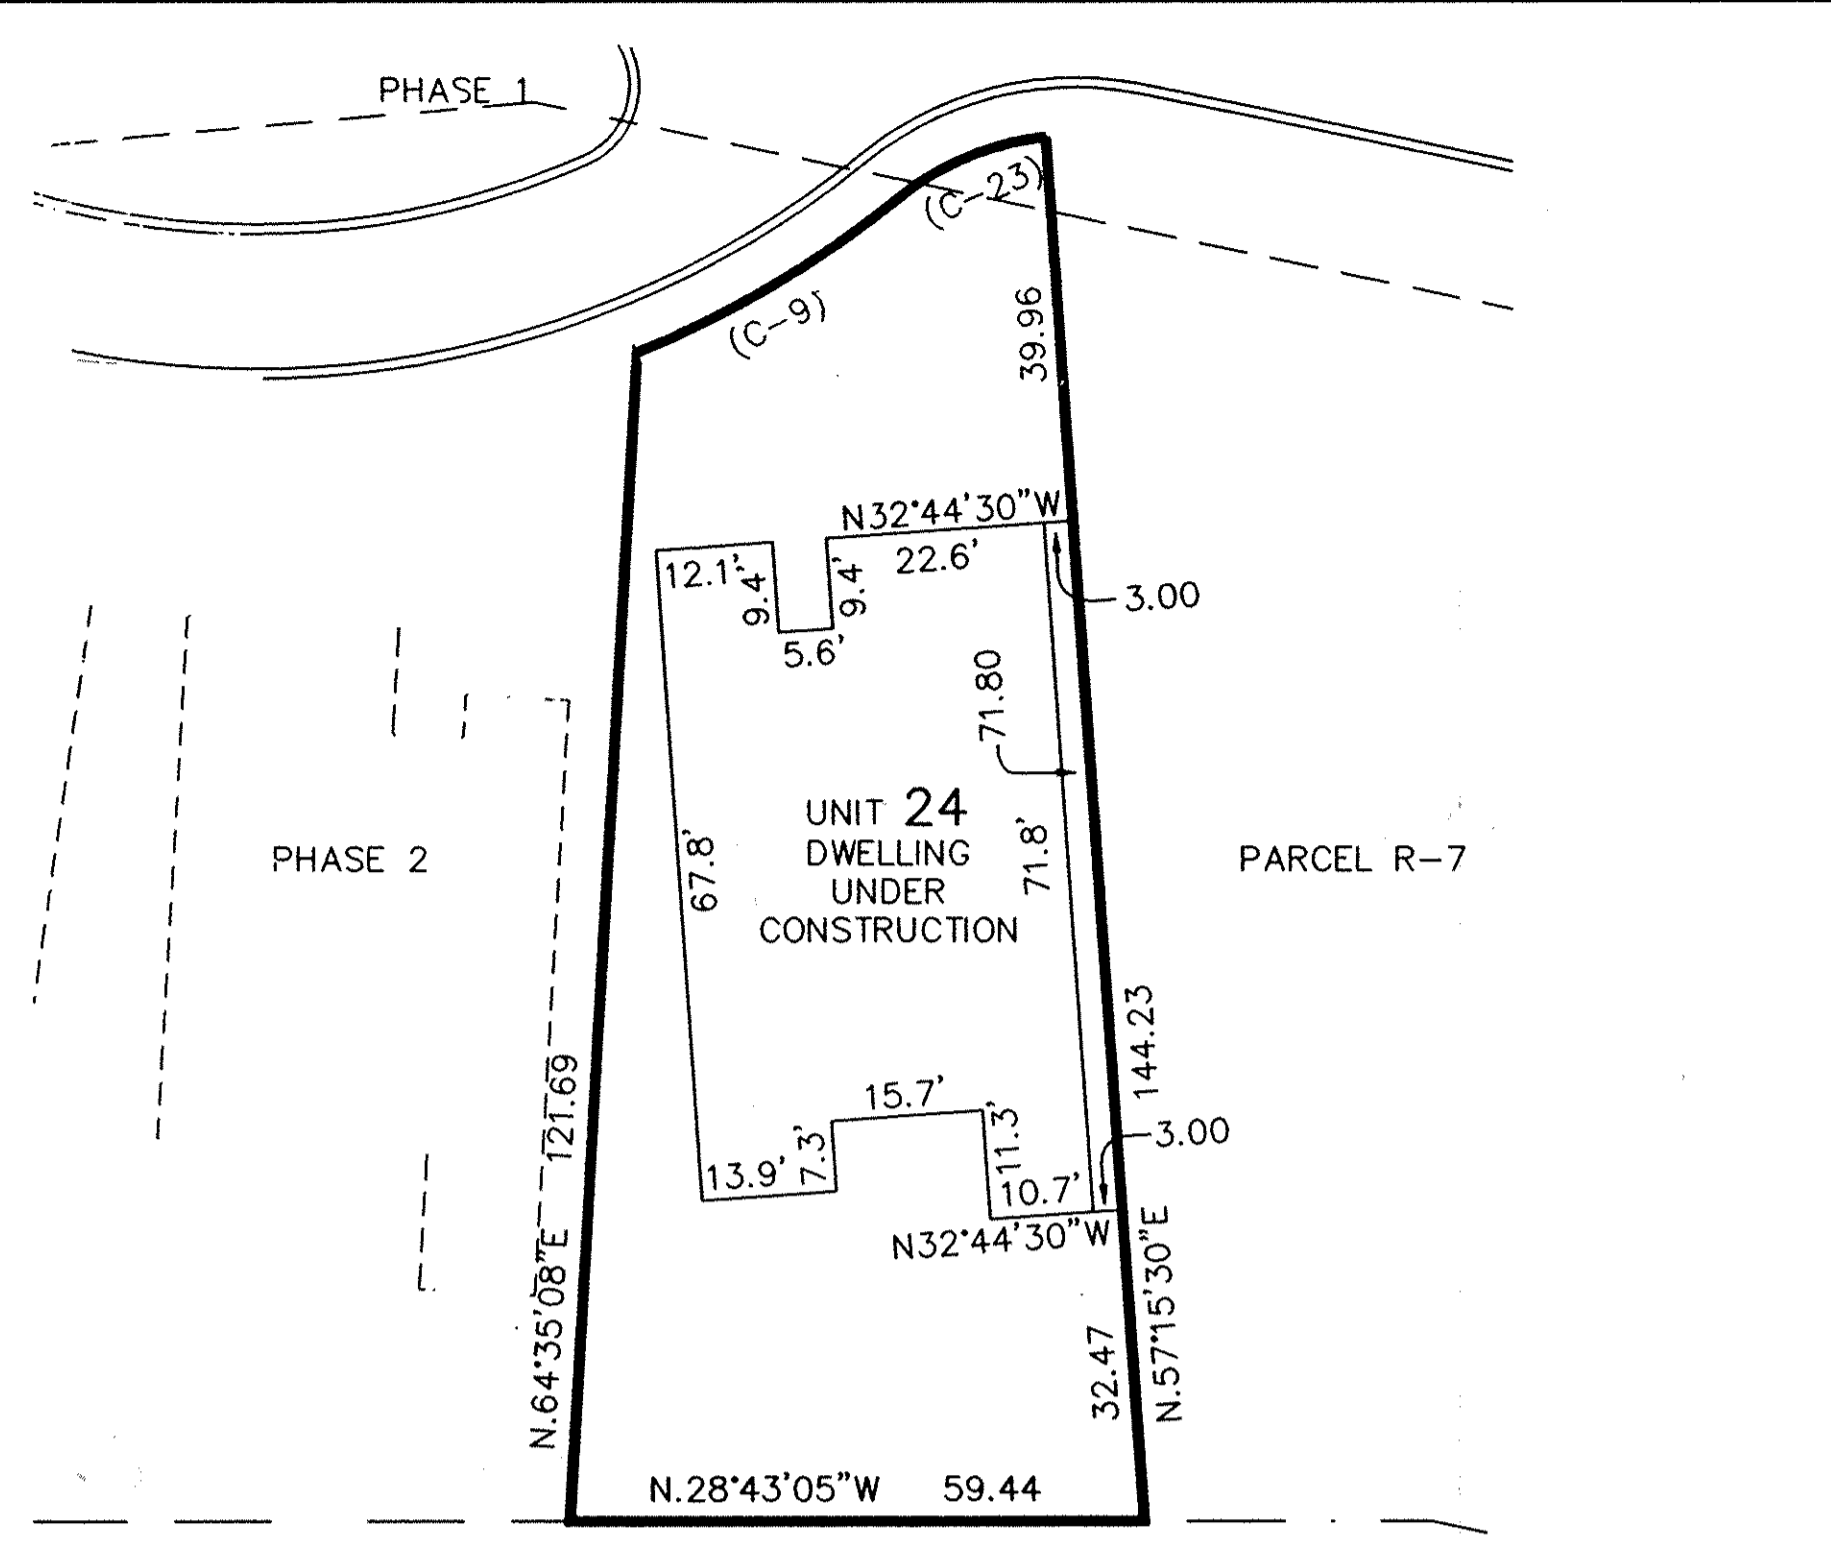 PHASE 1
(C-23)
(C-9)
39.96
N32°44'30"W
12.1'
9.4'
9.4'
22.6'
5.6'
3.00
71.80
UNIT 24
DWELLING
UNDER
CONSTRUCTION
67.8'
71.8'
PHASE 2
PARCEL R-7
144.23
121.69
15.7'
11.3'
7.3'
3.00
13.9'
10.7'
N32°44'30"W
N.64°35'08"E
N.57°15'30"E
32.47
N.28°43'05"W 59.44